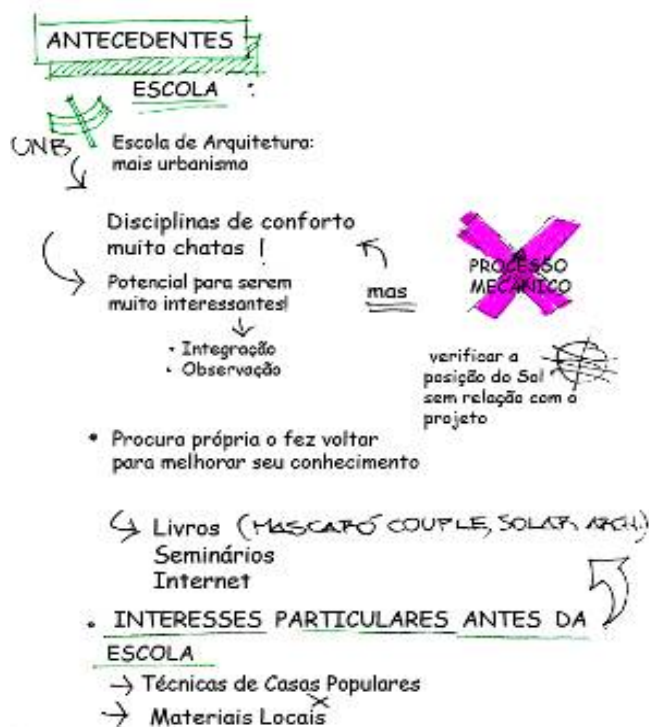 ANTECEDENTES
ESCOLA
UNB
Escola de Arquitetura:
mais urbanismo
Disciplinas de conforto
muito chatas !
Potencial para serem
muito interessantes!
mas
PROCESSO
MECÂNICO
• Integração
• Observação
verificar a
posição do Sol
sem relação com o
projeto
• Procura própria o fez voltar
para melhorar seu conhecimento
Livros (MASCARÓ COUPLE, SOLAR ARCH.)
Seminários
Internet
. INTERESSES PARTICULARES ANTES DA
ESCOLA
→ Técnicas de Casas Populares
→ Materiais Locais